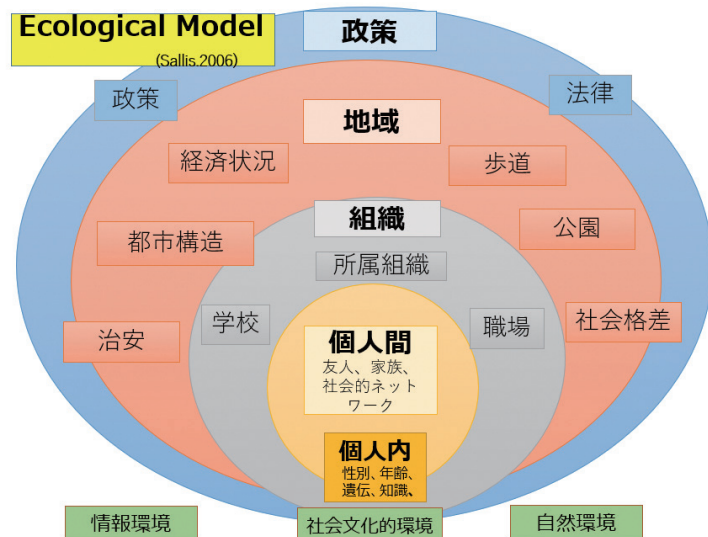 Ecological Model
(Sallis.2006)
政策
政策
法律
地域
経済状況
歩道
組織
都市構造
公園
所属組織
学校
職場
治安
社会格差
個人間
友人、家族、
社会的ネット
ワーク
個人内
性別、年齢、
遺伝、知識、
情報環境
社会文化的環境
自然環境